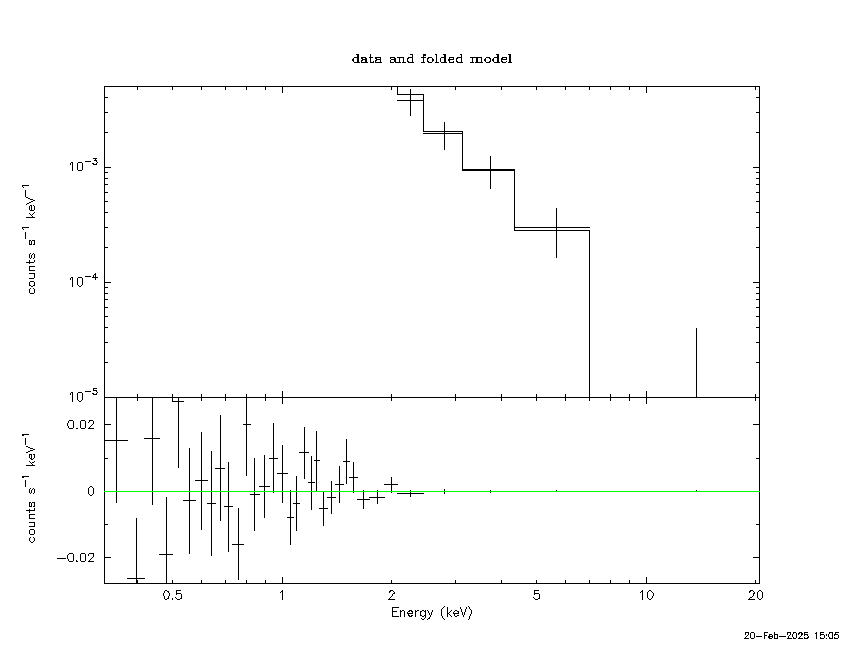 data and folded model
counts s⁻¹ keV⁻¹
10⁻³
10⁻⁴
10⁻⁵
counts s⁻¹ keV⁻¹
0.02
0
−0.02
0.5 1 2 5 10 20
Energy (keV)
20−Feb−2025 15:05